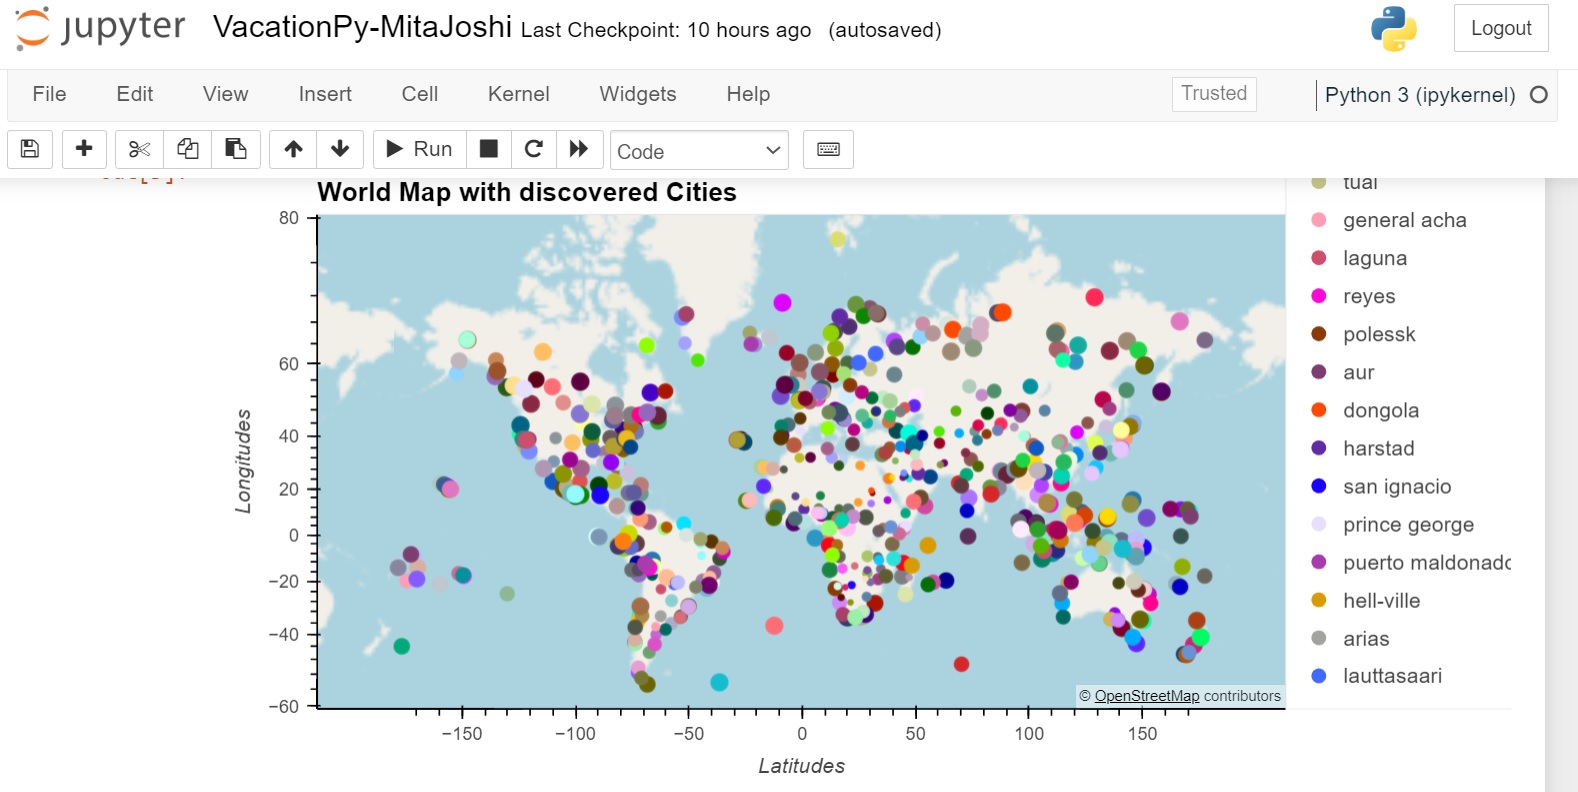 jupyter VacationPy-MitaJoshi Last Checkpoint: 10 hours ago (autosaved) Logout
File Edit View Insert Cell Kernel Widgets Help Trusted Python 3 (ipykernel)
Run Code
World Map with discovered Cities
80
60
40
20
0
−20
−40
−60
Longitudes
−150 −100 −50 0 50 100 150
Latitudes
© OpenStreetMap contributors
tual
general acha
laguna
reyes
polessk
aur
dongola
harstad
san ignacio
prince george
puerto maldonado
hell-ville
arias
lauttasaari